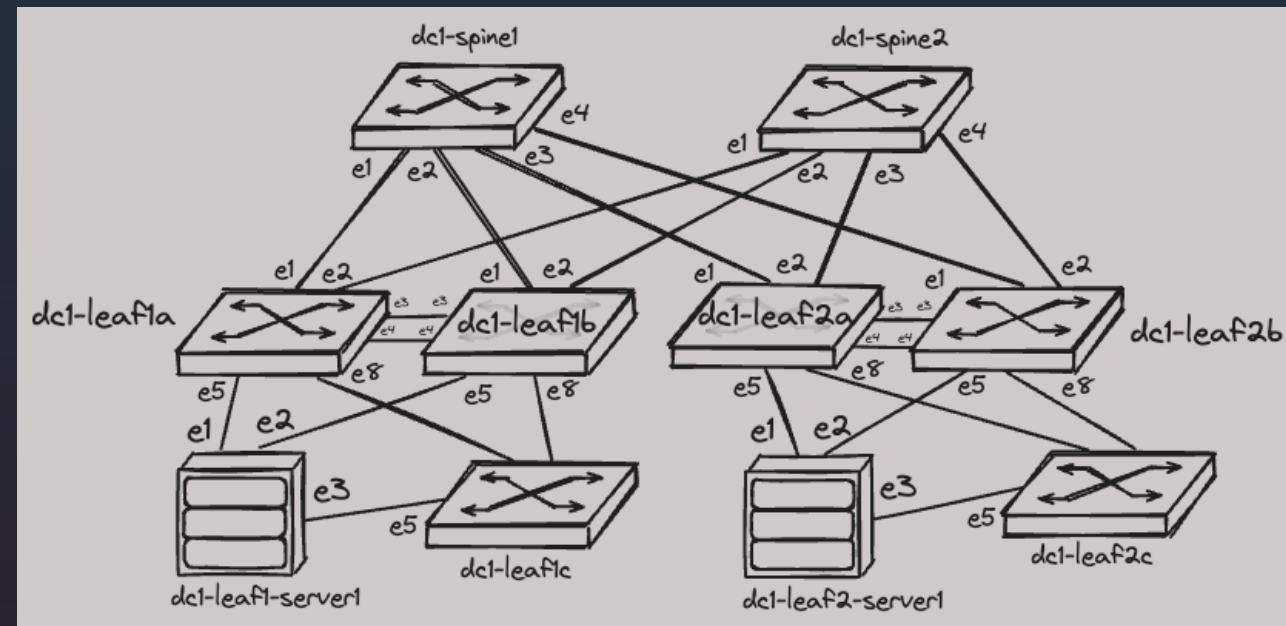 dc1-spine1
dc1-spine2
e4
e4
e1
e1 e2
e3
e2
e3
e1
e2
e1
e2
e1
e2
e1
e2
dc1-leaf1a
e3 e3
dc1-leaf1b
dc1-leaf2a
e3 e3
dc1-leaf2b
e4 e4
e4 e4
e5
e8
e5
e8
e5
e8
e5
e8
e1
e2
e1
e2
e3
e5
e3
e5
dc1-leaf1-server1
dc1-leaf1c
dc1-leaf2-server1
dc1-leaf2c